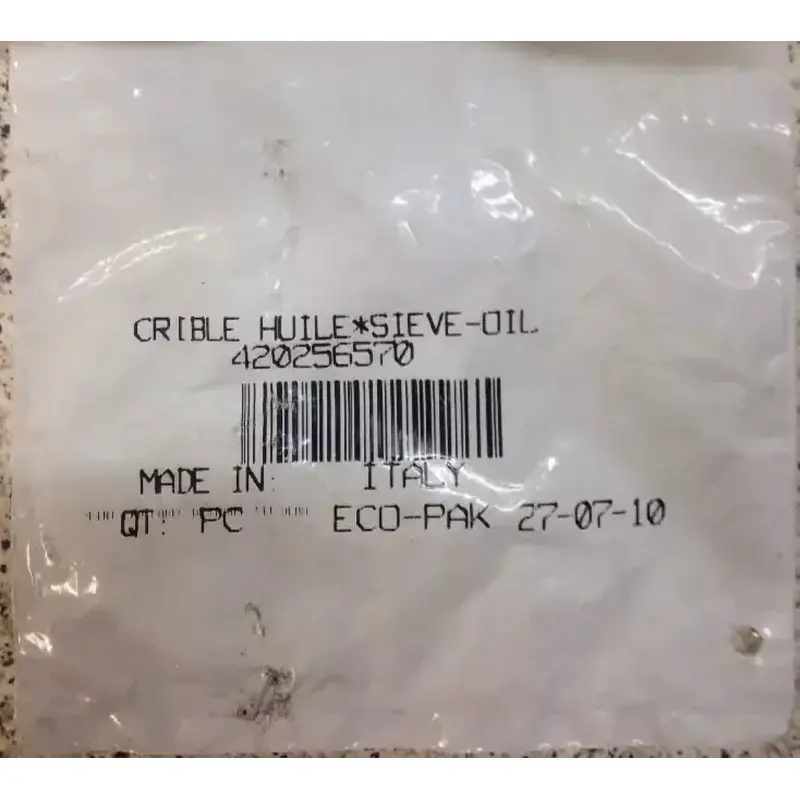 CRIBLE HUILE*SIEVE-OIL
420256570
MADE IN: ITALY
QT: PC ECO-PAK 27-07-10